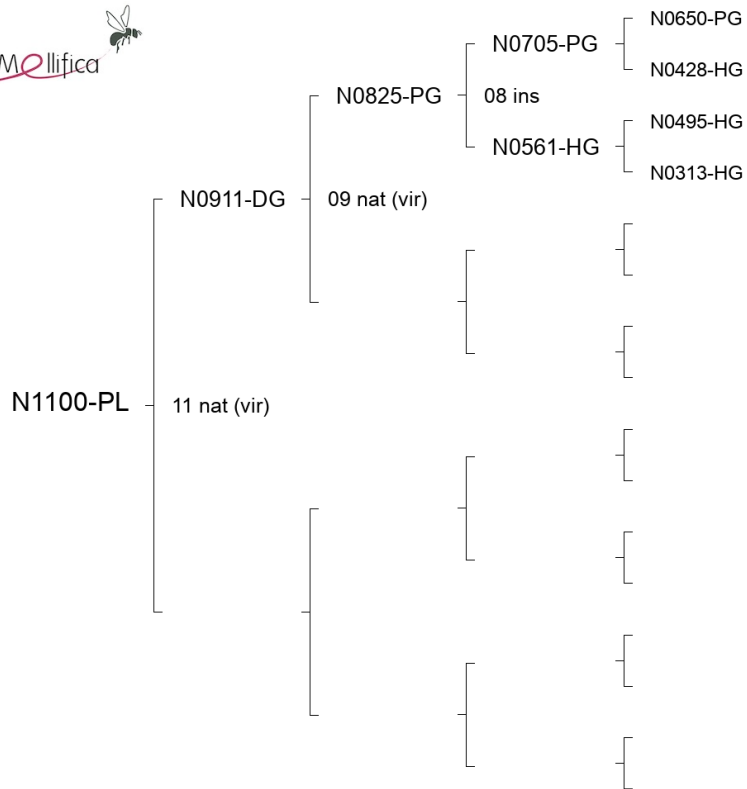 Mellifica
N0650-PG
N0705-PG
N0428-HG
N0825-PG
08 ins
N0495-HG
N0561-HG
N0313-HG
N0911-DG
09 nat (vir)
N1100-PL
11 nat (vir)